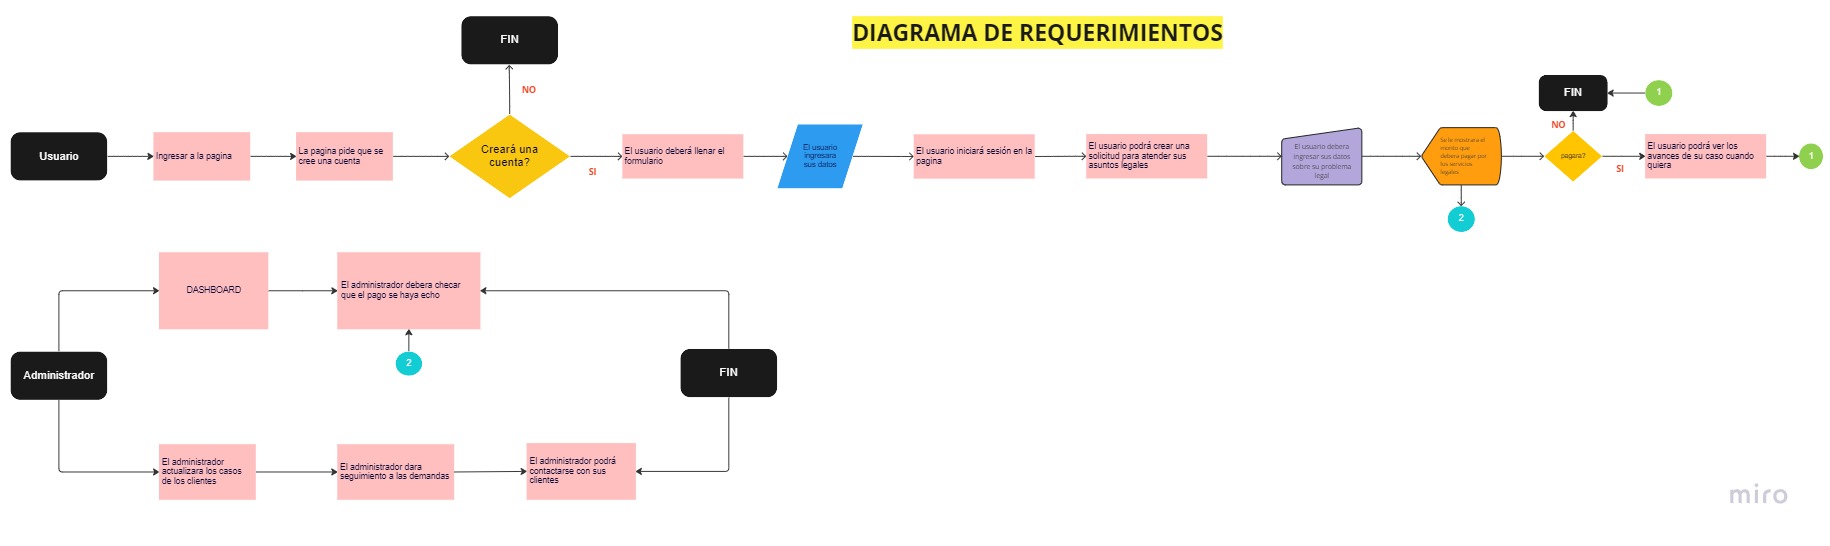 DIAGRAMA DE REQUERIMIENTOS
FIN
NO
Usuario
Ingresar a la pagina
La pagina pide que se
cree una cuenta
Creará una
cuenta?
SI
El usuario deberá llenar el
formulario
El usuario
ingresara
sus datos
El usuario iniciará sesión en la
pagina
El usuario podrá crear una
solicitud para atender sus
asuntos legales
El usuario debera
ingresar sus datos
sobre su problema
legal
Se le mostrara el
monto que
debera pagar por
los servicios
legales
2
FIN
1
NO
pagara?
SI
El usuario podrá ver los
avances de su caso cuando
quiera
1
DASHBOARD
El administrador debera checar
que el pago se haya echo
2
Administrador
FIN
El administrador
actualizara los casos
de los clientes
El administrador dara
seguimiento a las demandas
El administrador podrá
contactarse con sus
clientes
miro